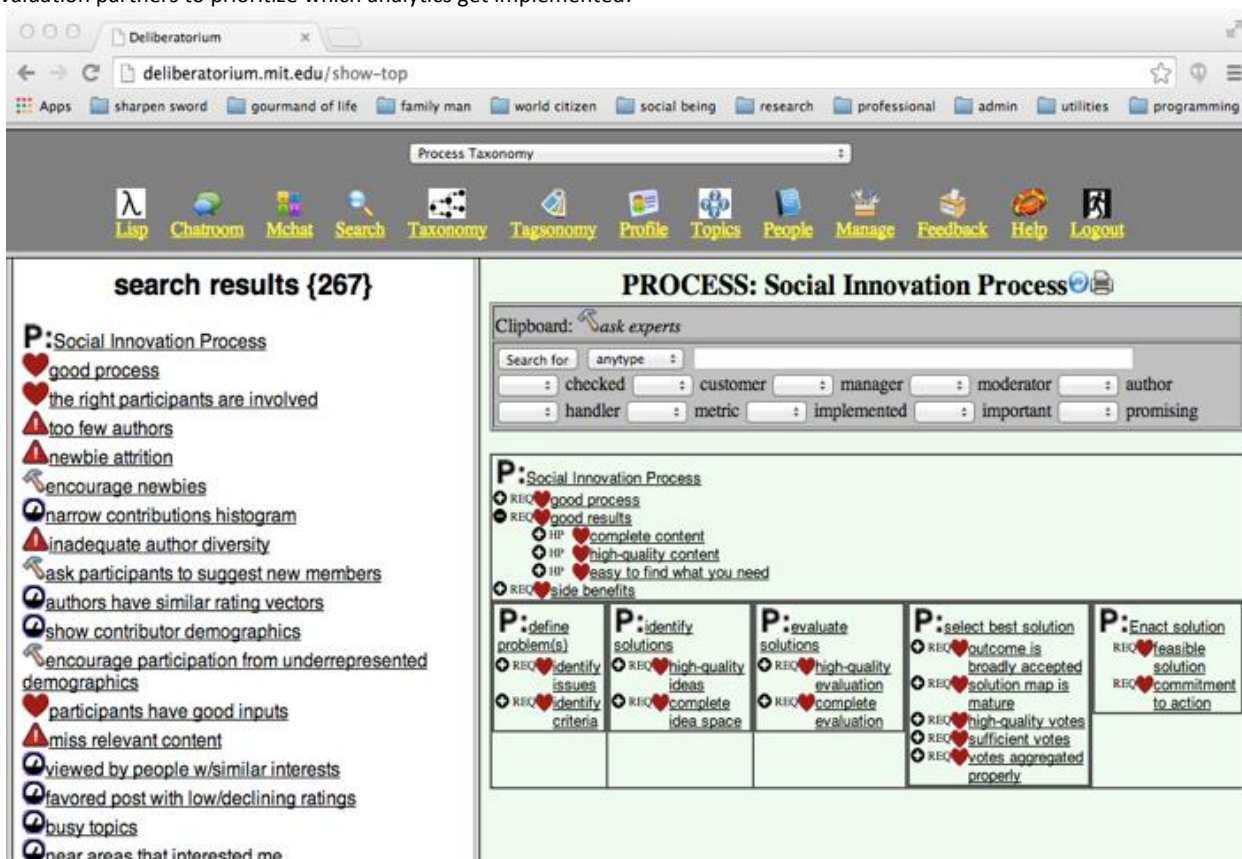 valuation partners to prioritize which analytics get implemented.
Deliberatorium
deliberatorium.mit.edu/show-top
Apps sharpen sword gourmand of life family man world citizen social being research professional admin utilities programming
Process Taxonomy
Lisp Chatroom Mchat Search Taxonomy Tagsonomy Profile Topics People Manage Feedback Help Logout
search results {267}
P:Social Innovation Process
good process
the right participants are involved
too few authors
newbie attrition
encourage newbies
narrow contributions histogram
inadequate author diversity
ask participants to suggest new members
authors have similar rating vectors
show contributor demographics
encourage participation from underrepresented
demographics
participants have good inputs
miss relevant content
viewed by people w/similar interests
favored post with low/declining ratings
busy topics
near areas that interested me
PROCESS: Social Innovation Process
Clipboard: ask experts
Search for anytype
checked customer manager moderator author
handler metric implemented important promising
P:Social Innovation Process
REQ good process
REQ good results
HP complete content
HP high-quality content
HP easy to find what you need
REQ side benefits
P:define
problem(s)
REQ identify
issues
REQ identify
criteria
P:identify
solutions
REQ high-quality
ideas
REQ complete
idea space
P:evaluate
solutions
REQ high-quality
evaluation
REQ complete
evaluation
P:select best solution
REQ outcome is
broadly accepted
REQ solution map is
mature
REQ high-quality votes
REQ sufficient votes
REQ votes aggregated
properly
P:Enact solution
REQ feasible
solution
REQ commitment
to action